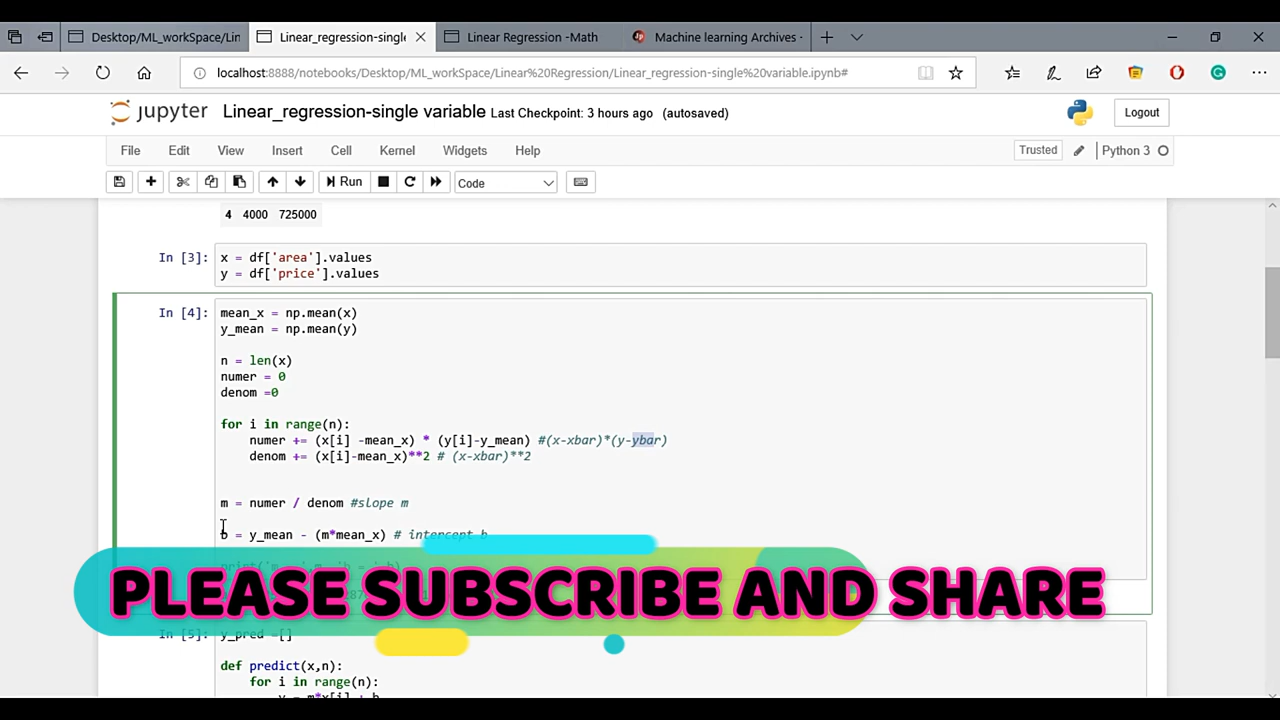 Desktop/ML_workSpace/Lin
Linear_regression-single
Linear Regression -Math
Machine learning Archives -
localhost:8888/notebooks/Desktop/ML_workSpace/Linear%20Regression/Linear_regression-single%20variable.ipynb#
jupyter Linear_regression-single variable Last Checkpoint: 3 hours ago (autosaved)
Logout
File Edit View Insert Cell Kernel Widgets Help
Trusted
Python 3
Run
Code
4 4000 725000
In [3]: x = df['area'].values
y = df['price'].values
In [4]: mean_x = np.mean(x)
y_mean = np.mean(y)
n = len(x)
numer = 0
denom =0
for i in range(n):
numer += (x[i] -mean_x) * (y[i]-y_mean) #(x-xbar)*(y-ybar)
denom += (x[i]-mean_x)**2 # (x-xbar)**2
m = numer / denom #slope m
b = y_mean - (m*mean_x) # intercept b
PLEASE SUBSCRIBE AND SHARE
In [5]: y_pred =[]
def predict(x,n):
for i in range(n):
y = m*x[i] + b